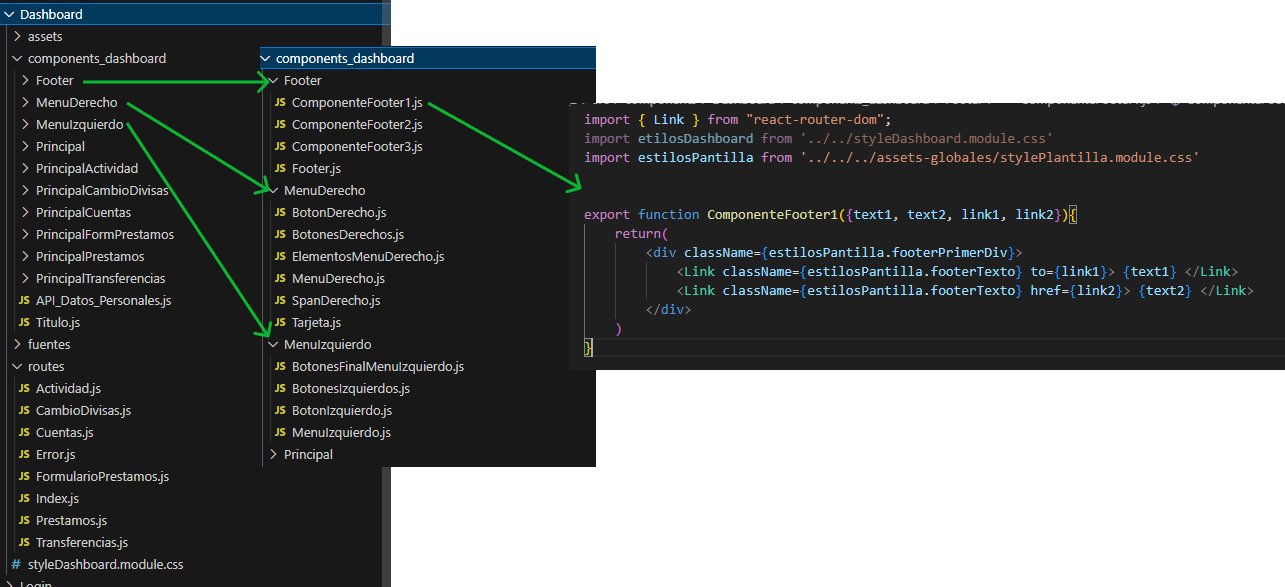 Dashboard
assets
components_dashboard
Footer
MenuDerecho
MenuIzquierdo
Principal
PrincipalActividad
PrincipalCambioDivisas
PrincipalCuentas
PrincipalFormPrestamos
PrincipalPrestamos
PrincipalTransferencias
JS API_Datos_Personales.js
JS Titulo.js
fuentes
routes
JS Actividad.js
JS CambioDivisas.js
JS Cuentas.js
JS Error.js
JS FormularioPrestamos.js
JS Index.js
JS Prestamos.js
JS Transferencias.js
# styleDashboard.module.css
Login
components_dashboard
Footer
JS ComponenteFooter1.js
JS ComponenteFooter2.js
JS ComponenteFooter3.js
JS Footer.js
MenuDerecho
JS BotonDerecho.js
JS BotonesDerechos.js
JS ElementosMenuDerecho.js
JS MenuDerecho.js
JS SpanDerecho.js
JS Tarjeta.js
MenuIzquierdo
JS BotonesFinalMenuIzquierdo.js
JS BotonesIzquierdos.js
JS BotonIzquierdo.js
JS MenuIzquierdo.js
Principal
import { Link } from "react-router-dom";
import etilosDashboard from '../../styleDashboard.module.css'
import estilosPantilla from '../../../assets-globales/stylePlantilla.module.css'
export function ComponenteFooter1({text1, text2, link1, link2}){
return(
<div className={estilosPantilla.footerPrimerDiv}>
<Link className={estilosPantilla.footerTexto} to={link1}> {text1} </Link>
<Link className={estilosPantilla.footerTexto} href={link2}> {text2} </Link>
</div>
)
}